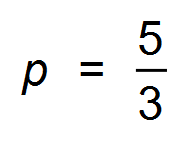 p = 5/3